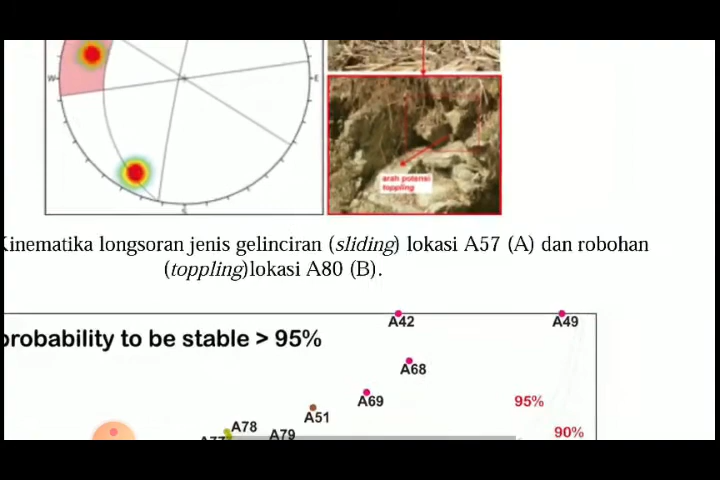 W
E
S
arah potensi
toppling
Kinematika longsoran jenis gelinciran (sliding) lokasi A57 (A) dan robohan
(toppling)lokasi A80 (B).
probability to be stable > 95%
A42
A49
A68
A69
95%
A51
A78
A79
90%
A77